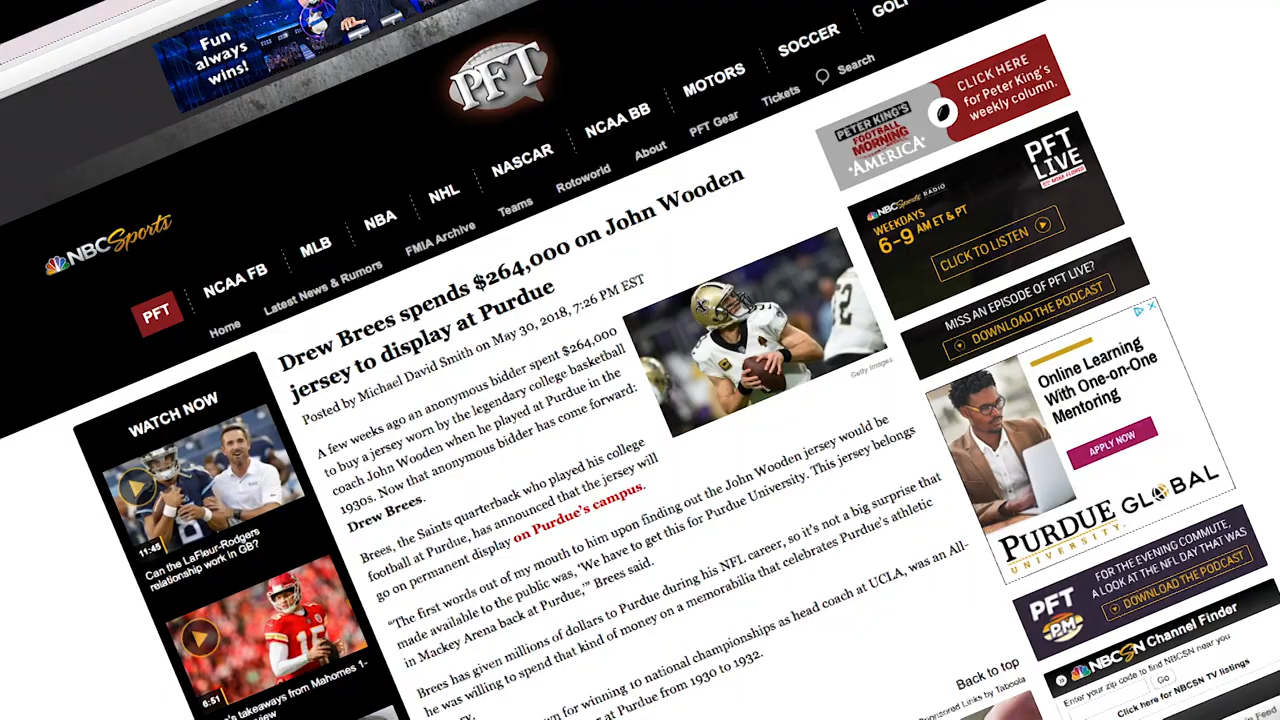 Fun
always
wins!
PFT
NBC Sports
PFT
NCAA FB
MLB
NBA
NHL
NASCAR
NCAA BB
MOTORS
SOCCER
GOLF
Home
Latest News & Rumors
FMIA Archive
Teams
Rotoworld
About
PFT Gear
Tickets
Search
WATCH NOW
11:45
Can the LaFleur-Rodgers
relationship work in GB?
6:51
takeaways from Mahomes 1-
Drew Brees spends $264,000 on John Wooden
jersey to display at Purdue
Posted by Michael David Smith on May 30, 2018, 7:26 PM EST
A few weeks ago an anonymous bidder spent $264,000
to buy a jersey worn by the legendary college basketball
coach John Wooden when he played at Purdue in the
1930s. Now that anonymous bidder has come forward:
Drew Brees.
Getty Images
Brees, the Saints quarterback who played his college
football at Purdue, has announced that the jersey will
go on permanent display on Purdue's campus.
"The first words out of my mouth to him upon finding out the John Wooden jersey would be
made available to the public was, 'We have to get this for Purdue University. This jersey belongs
in Mackey Arena back at Purdue,'" Brees said.
Brees has given millions of dollars to Purdue during his NFL career, so it's not a big surprise that
he was willing to spend that kind of money on a memorabilia that celebrates Purdue's athletic
for winning 10 national championships as head coach at UCLA, was an All-
at Purdue from 1930 to 1932.
Back to top
Sponsored Links by Taboola
PETER KING'S
FOOTBALL
MORNING
AMERICA
CLICK HERE
for Peter King's
weekly column.
PFT
LIVE
NBC Sports RADIO
WEEKDAYS
6-9 AM ET & PT
CLICK TO LISTEN
MISS AN EPISODE OF PFT LIVE?
DOWNLOAD THE PODCAST
Online Learning
With One-on-One
Mentoring
APPLY NOW
PURDUE GLOBAL
UNIVERSITY
PFT
PM
FOR THE EVENING COMMUTE,
A LOOK AT THE NFL DAY THAT WAS
DOWNLOAD THE PODCAST
NBCSN Channel Finder
Enter your zip code to find NBCSN near you
Go
Click here for NBCSN TV listings
Feed